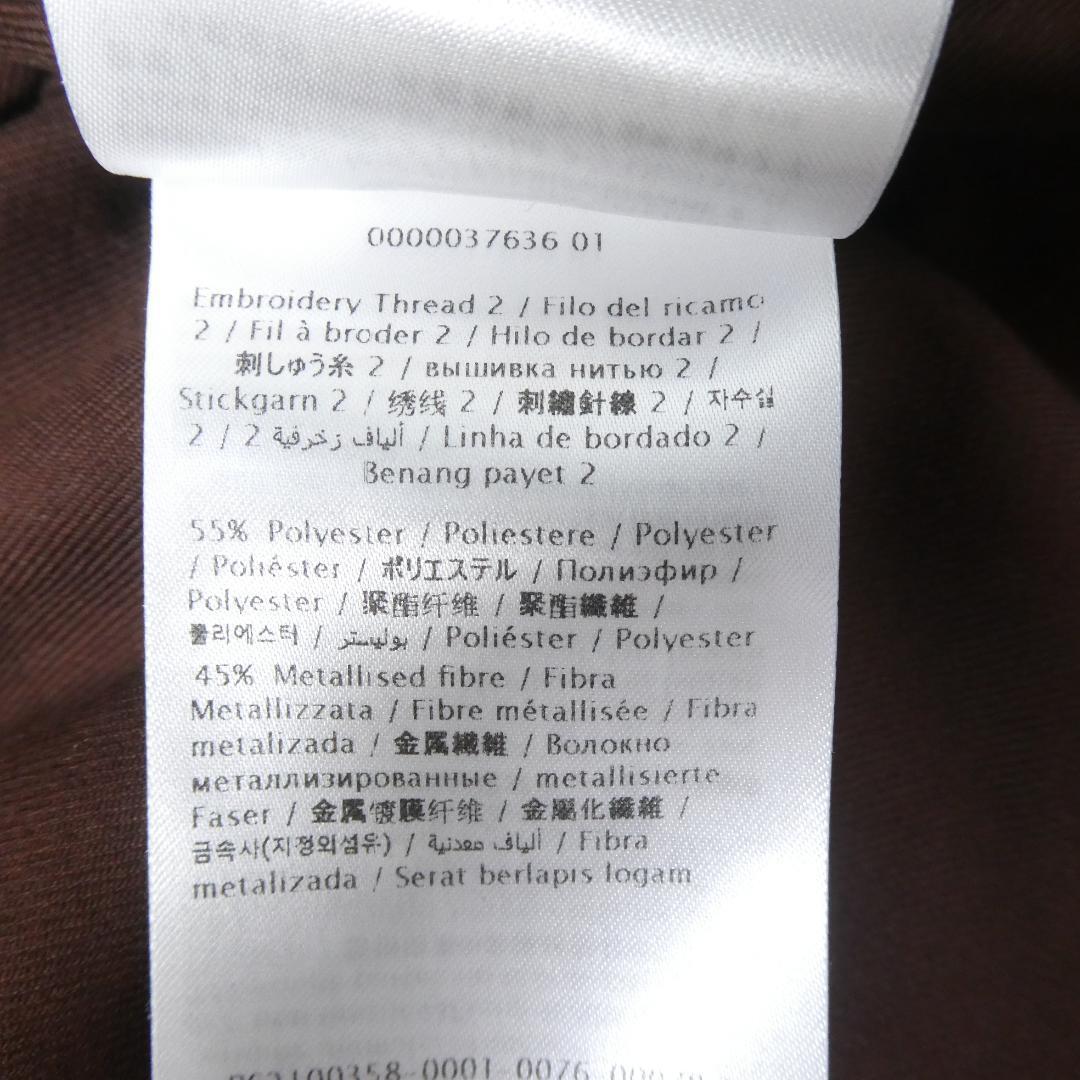 0000037636 01
Embroidery Thread 2 / Filo del ricamo
2 / Fil à broder 2 / Hilo de bordar 2 /
刺しゅう糸 2 / вышивка нитью 2 /
Stickgarn 2 / 绣线 2 / 刺繡針線 2 / 자수실
2 / 2 ألياف زخرفية / Linha de bordado 2 /
Benang payet 2
55% Polyester / Poliestere / Polyester
/ Poliéster / ポリエステル / Полиэфир /
Polyester / 聚酯纤维 / 聚酯纖維 /
폴리에스터 / بوليستر / Poliéster / Polyester
45% Metallised fibre / Fibra
Metallizzata / Fibre métallisée / Fibra
metalizada / 金属繊維 / Волокно
металлизированные / metallisierte
Faser / 金属镀膜纤维 / 金屬化纖維 /
금속사(지정외섬유) / ألياف معدنية / Fibra
metalizada / Serat berlapis logam